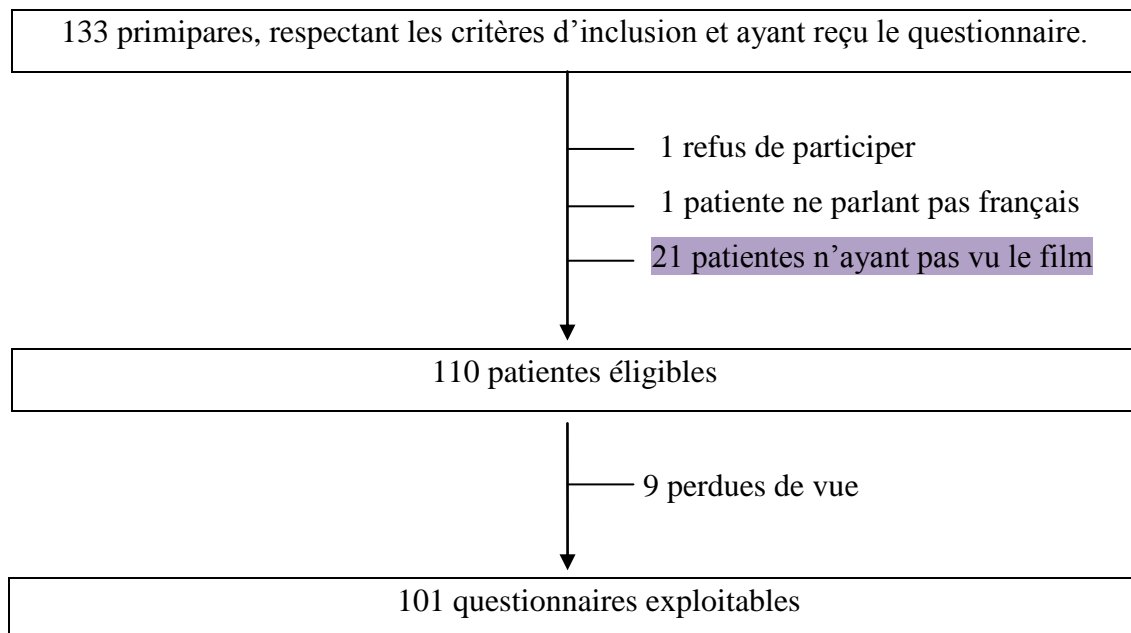 133 primipares, respectant les critères d’inclusion et ayant reçu le questionnaire.
1 refus de participer
1 patiente ne parlant pas français
21 patientes n’ayant pas vu le film
110 patientes éligibles
9 perdues de vue
101 questionnaires exploitables